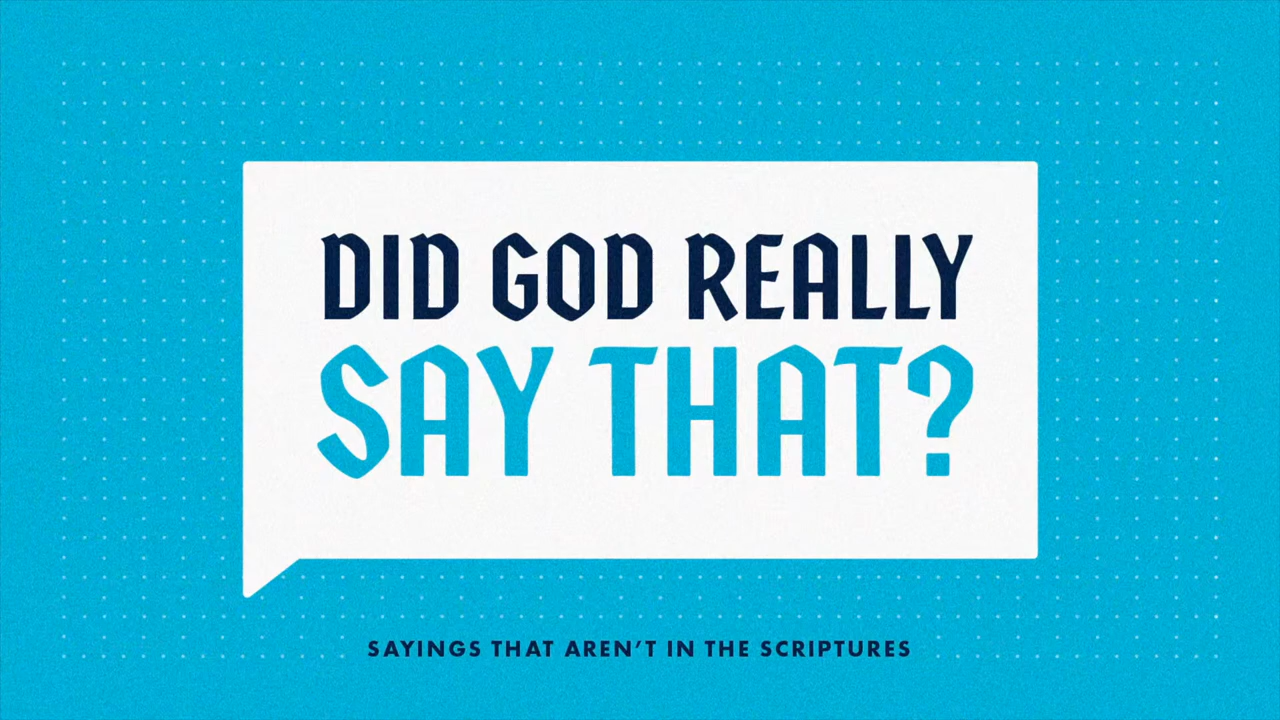 DID GOD REALLY
SAY THAT?
SAYINGS THAT AREN’T IN THE SCRIPTURES